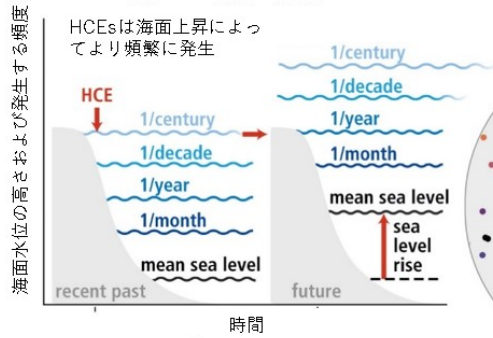 HCEsは海面上昇によっ
てより頻繁に発生
海面水位の高さおよび発生する頻度
HCE
1/century
1/decade
1/year
1/month
mean sea level
recent past
1/century
1/decade
1/year
1/month
mean sea level
sea
level
rise
future
時間